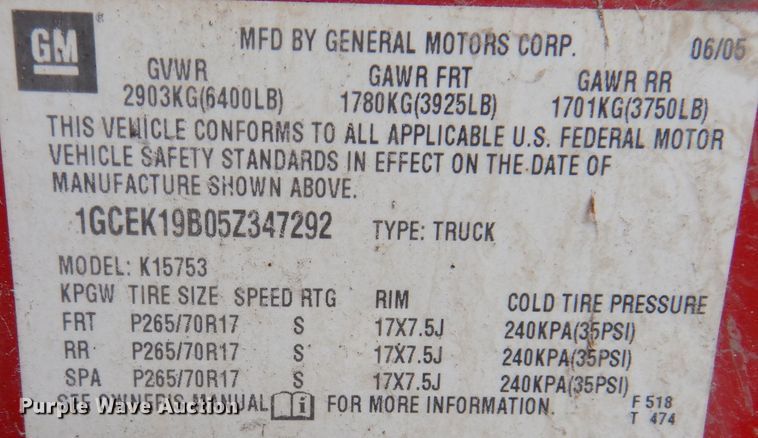 GM ®
MFD BY GENERAL MOTORS CORP. 06/05
GVWR GAWR FRT GAWR RR
2903KG(6400LB) 1780KG(3925LB) 1701KG(3750LB)
THIS VEHICLE CONFORMS TO ALL APPLICABLE U.S. FEDERAL MOTOR
VEHICLE SAFETY STANDARDS IN EFFECT ON THE DATE OF
MANUFACTURE SHOWN ABOVE.
1GCEK19B05Z347292 TYPE: TRUCK
MODEL: K15753
KPGW TIRE SIZE SPEED RTG RIM COLD TIRE PRESSURE
FRT P265/70R17 S 17X7.5J 240KPA(35PSI)
RR P265/70R17 S 17X7.5J 240KPA(35PSI)
SPA P265/70R17 S 17X7.5J 240KPA(35PSI)
SEE OWNER'S MANUAL i FOR MORE INFORMATION. F 518
T 474
Purple Wave Auction